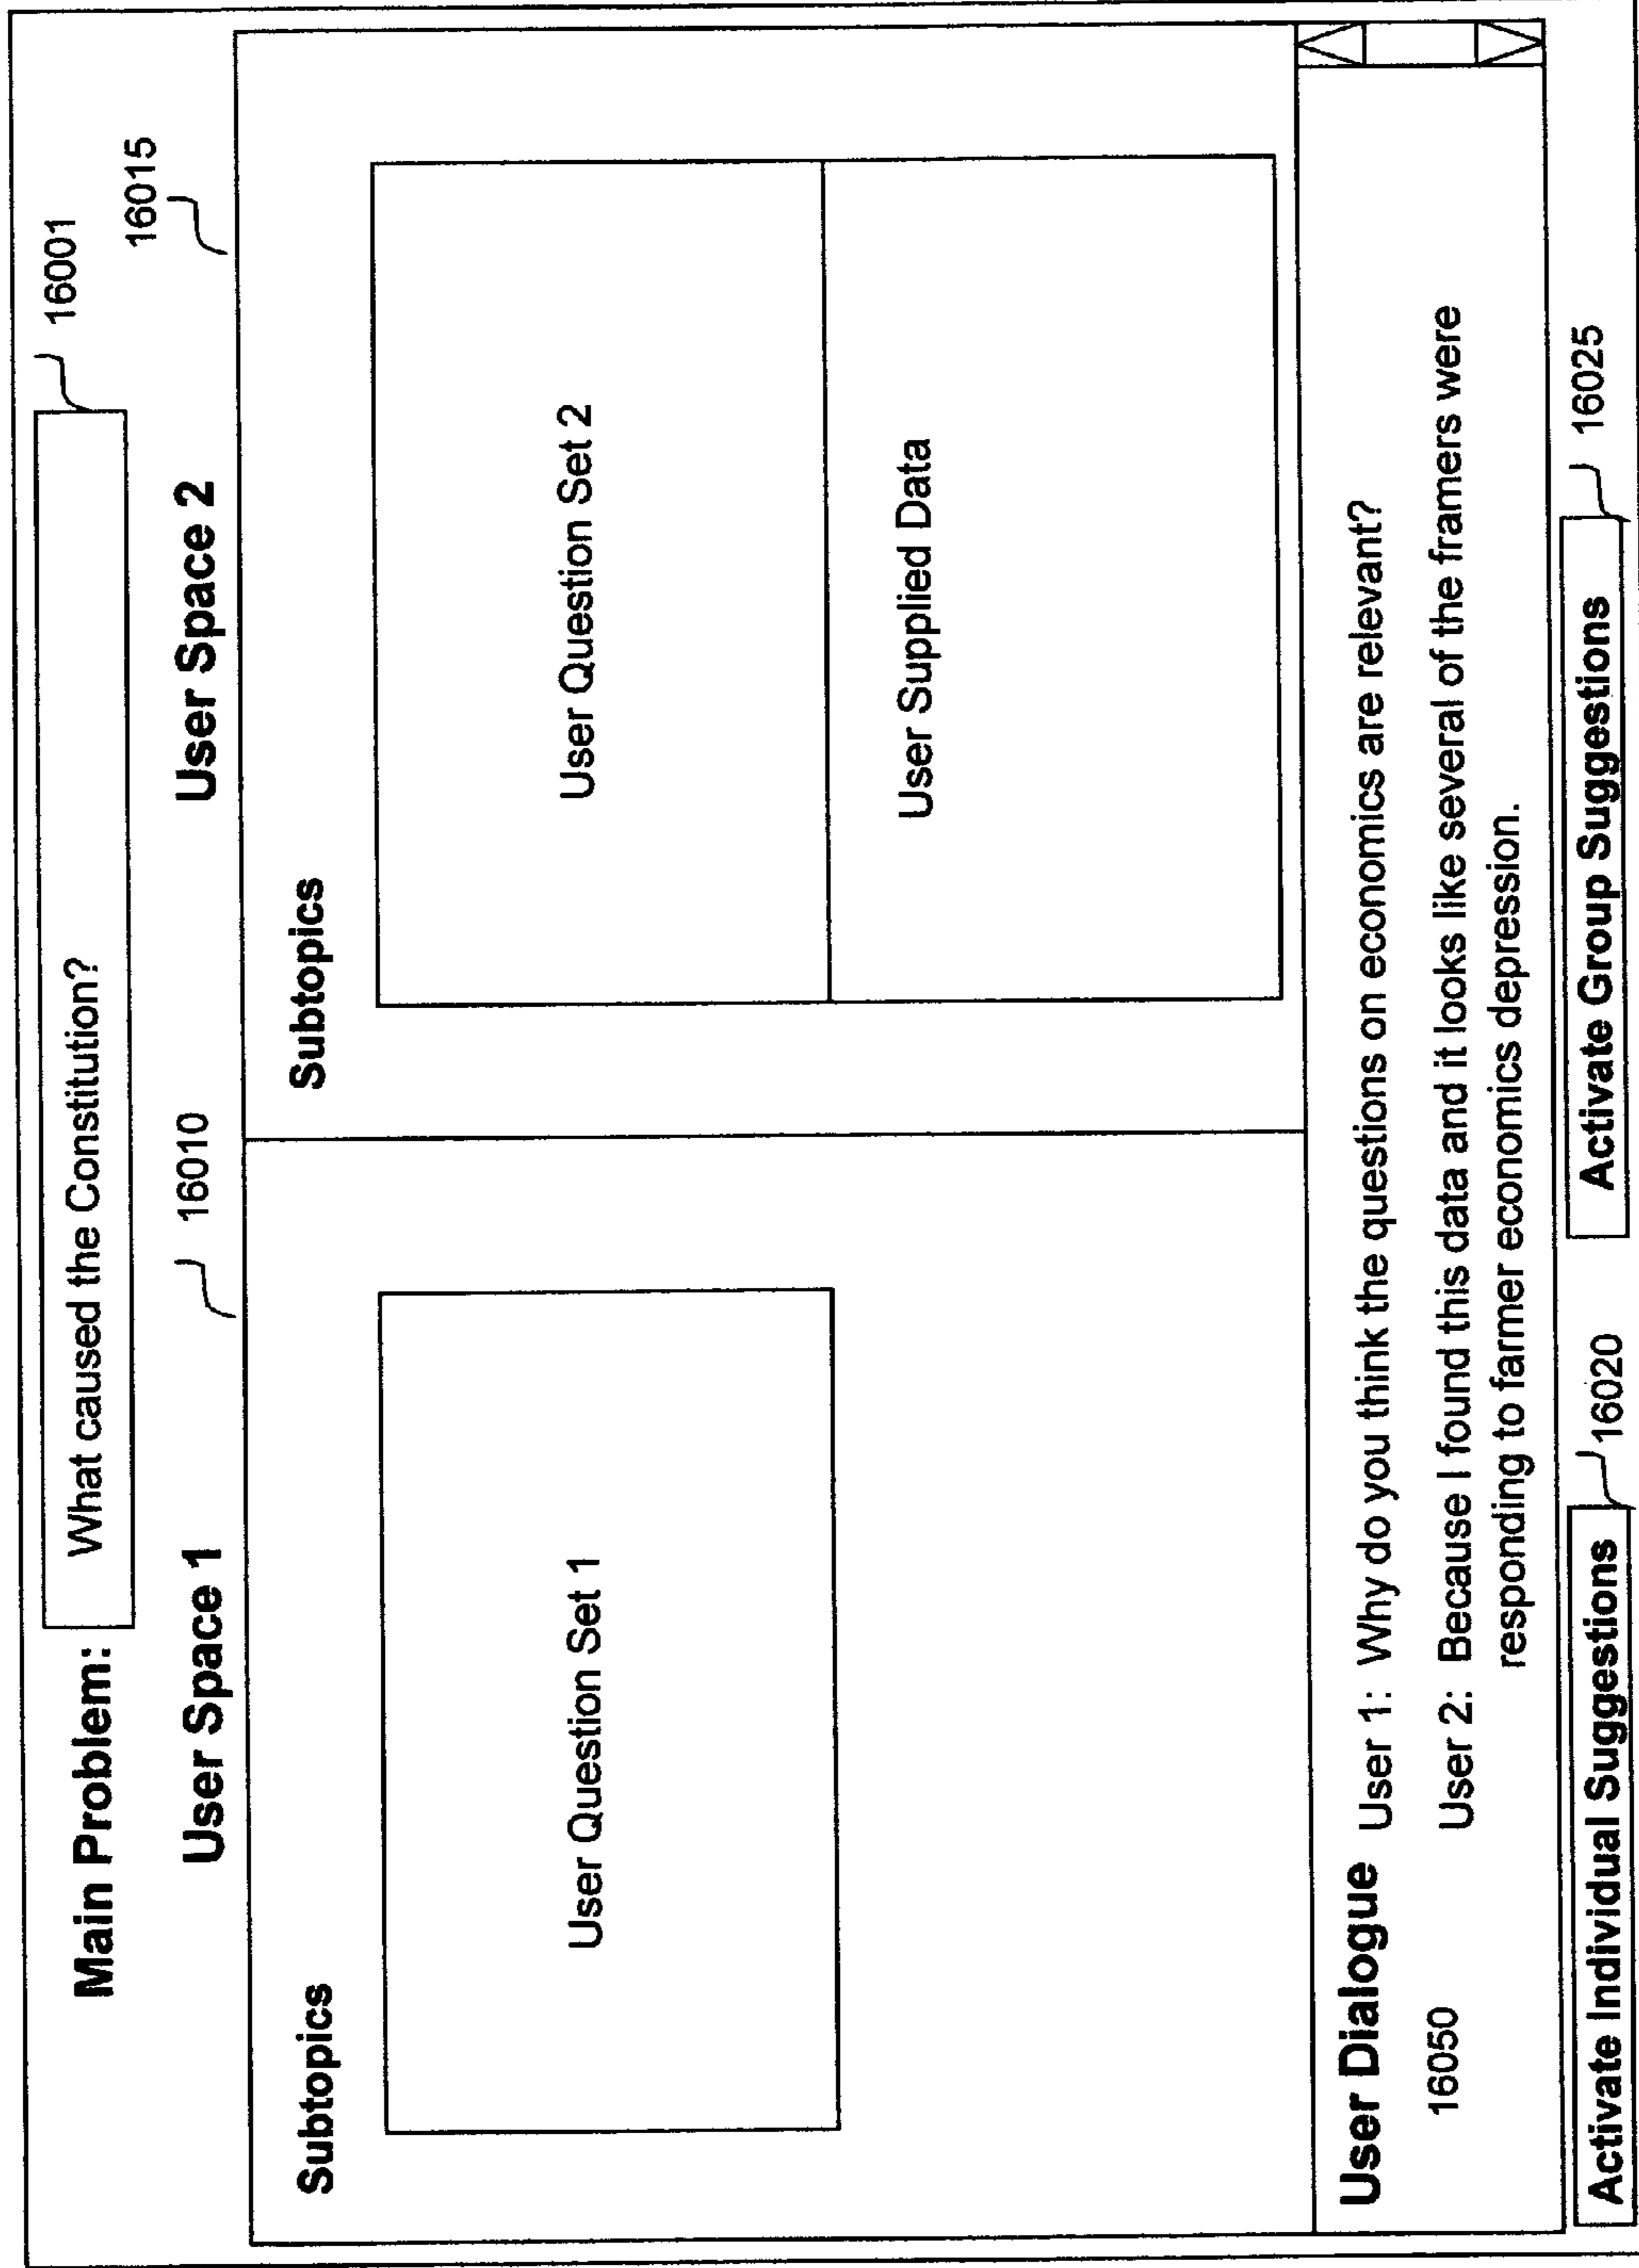 Main Problem: What caused the Constitution? 16001
User Space 1 16010
User Space 2 16015
Subtopics
User Question Set 1
Subtopics
User Question Set 2
User Supplied Data
User Dialogue User 1: Why do you think the questions on economics are relevant?
16050 User 2: Because I found this data and it looks like several of the framers were
responding to farmer economics depression.
Activate Individual Suggestions 16020 Activate Group Suggestions 16025